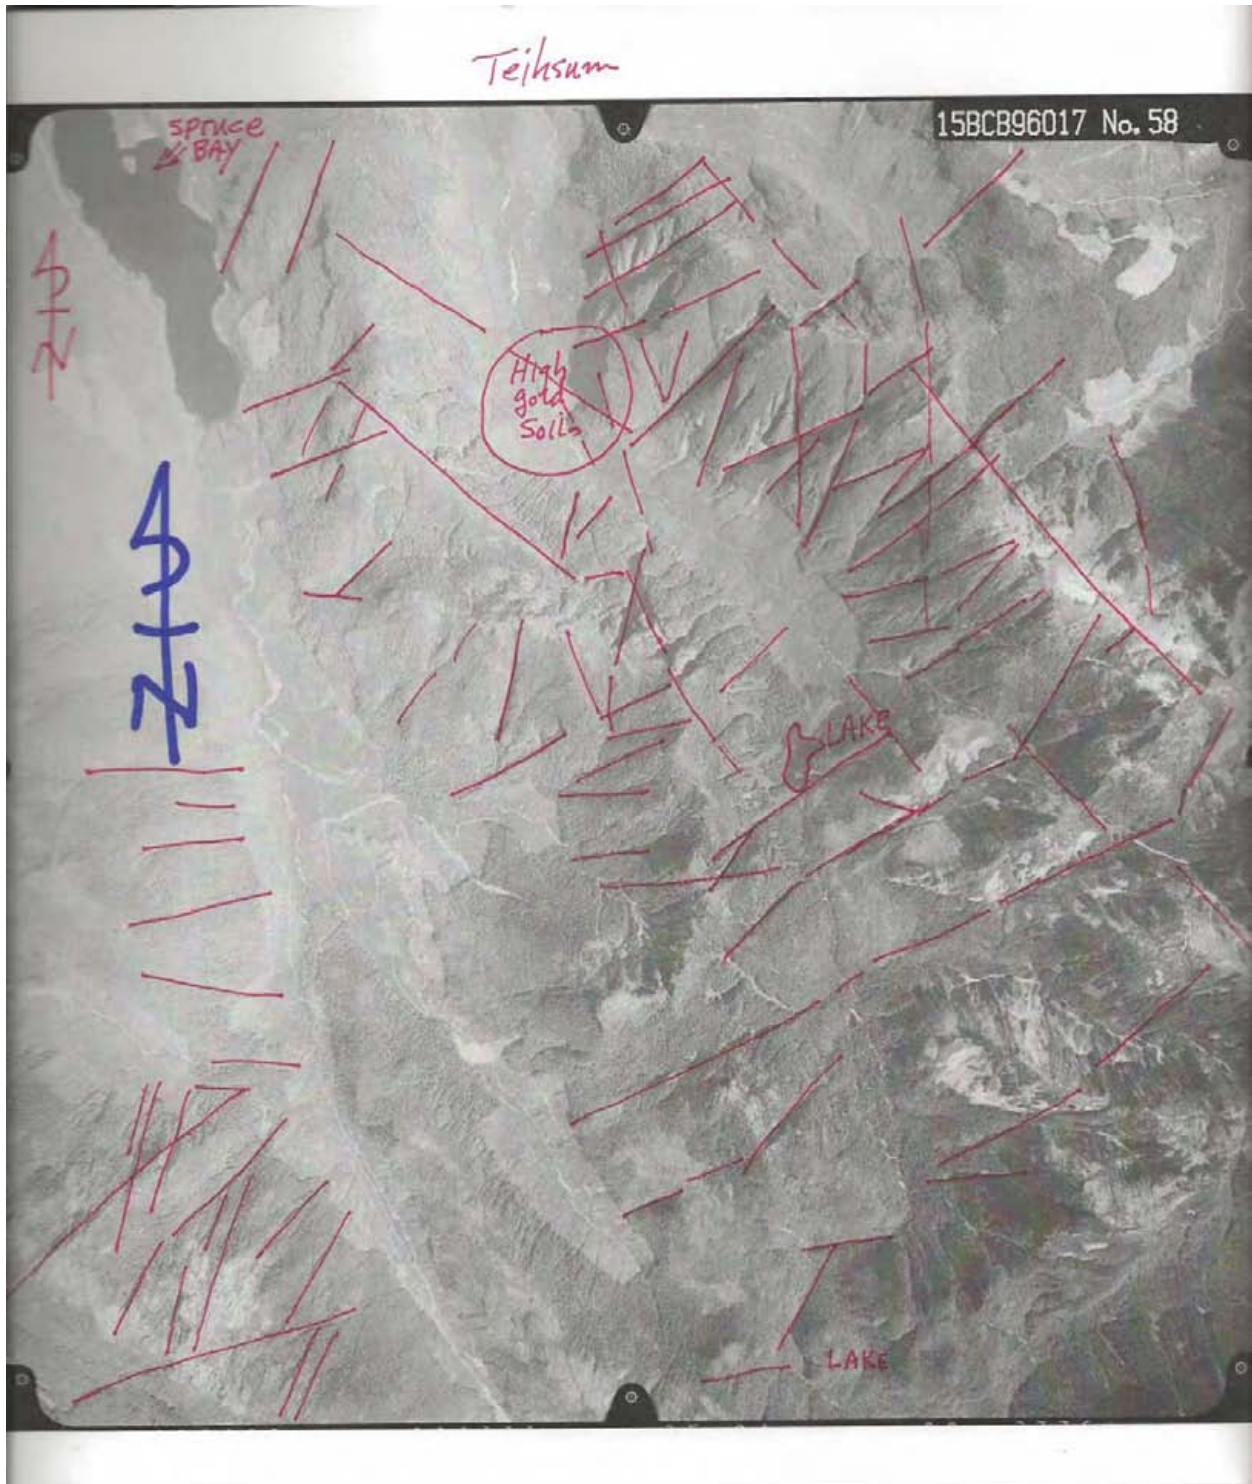 Teihsum
15BCB96017 No. 58
spruce
BAY
N
High
gold
Soils
N
LAKE
LAKE